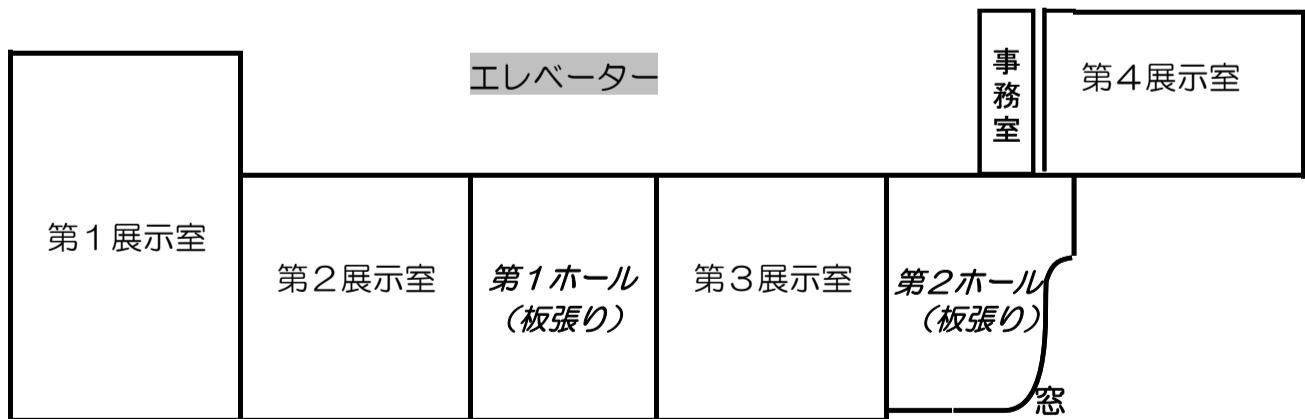 エレベーター
事務室
第4展示室
第1展示室
第2展示室
第1ホール
（板張り）
第3展示室
第2ホール
（板張り）
窓